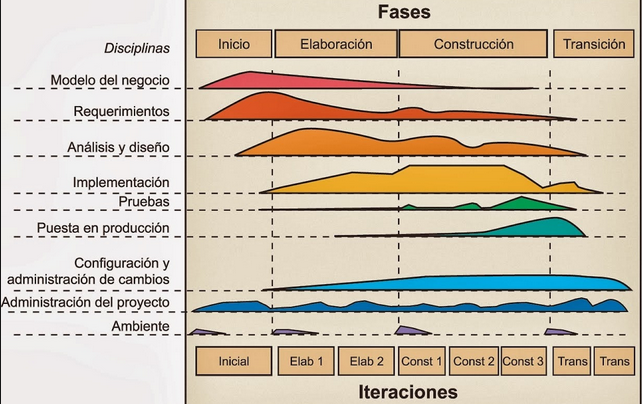 Fases
Disciplinas
Inicio
Elaboración
Construcción
Transición
Modelo del negocio
Requerimientos
Análisis y diseño
Implementación
Pruebas
Puesta en producción
Configuración y
administración de cambios
Administración del proyecto
Ambiente
Inicial
Elab 1
Elab 2
Const 1
Const 2
Const 3
Trans
Trans
Iteraciones